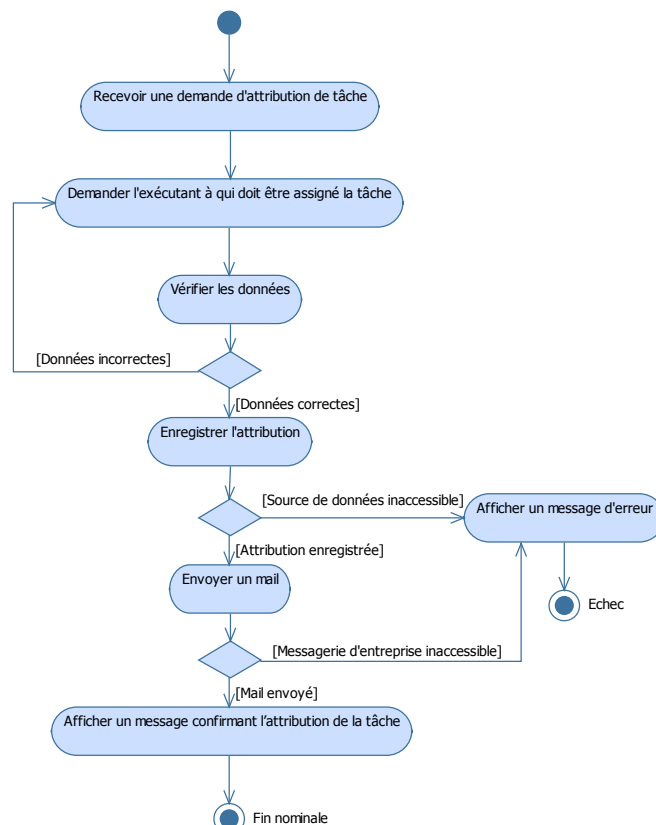 Recevoir une demande d'attribution de tâche
Demander l'exécutant à qui doit être assigné la tâche
Vérifier les données
[Données incorrectes]
[Données correctes]
Enregistrer l'attribution
[Source de données inaccessible]
Afficher un message d'erreur
[Attribution enregistrée]
Envoyer un mail
Echec
[Messagerie d'entreprise inaccessible]
[Mail envoyé]
Afficher un message confirmant l'attribution de la tâche
Fin nominale